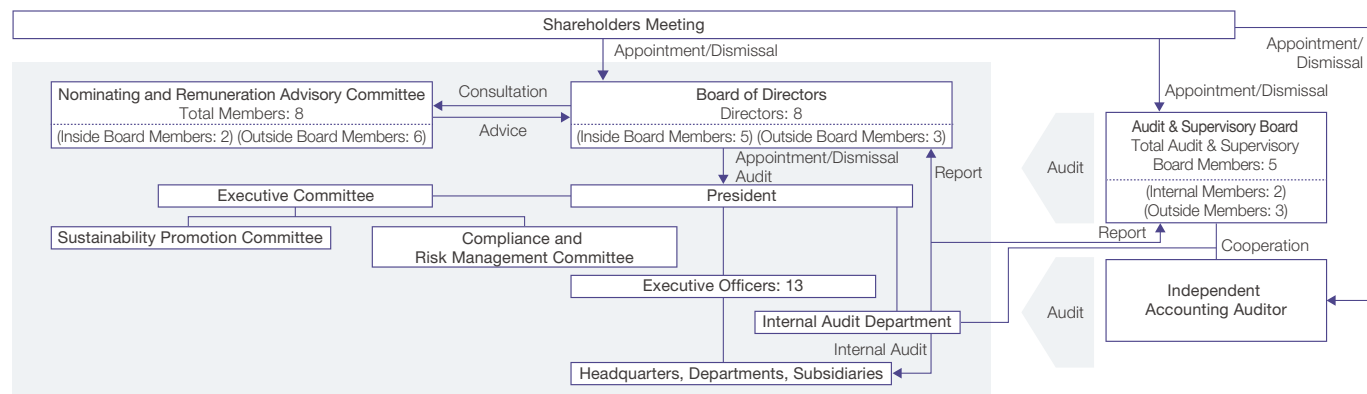 Shareholders Meeting
Appointment/Dismissal
Appointment/
Dismissal
Appointment/Dismissal
Nominating and Remuneration Advisory Committee
Total Members: 8
(Inside Board Members: 2) (Outside Board Members: 6)
Consultation
Advice
Board of Directors
Directors: 8
(Inside Board Members: 5) (Outside Board Members: 3)
Audit & Supervisory Board
Total Audit & Supervisory
Board Members: 5
(Internal Members: 2)
(Outside Members: 3)
Audit
Appointment/Dismissal
Audit
Report
Executive Committee
President
Sustainability Promotion Committee
Compliance and
Risk Management Committee
Report
Cooperation
Executive Officers: 13
Independent
Accounting Auditor
Audit
Internal Audit Department
Internal Audit
Headquarters, Departments, Subsidiaries